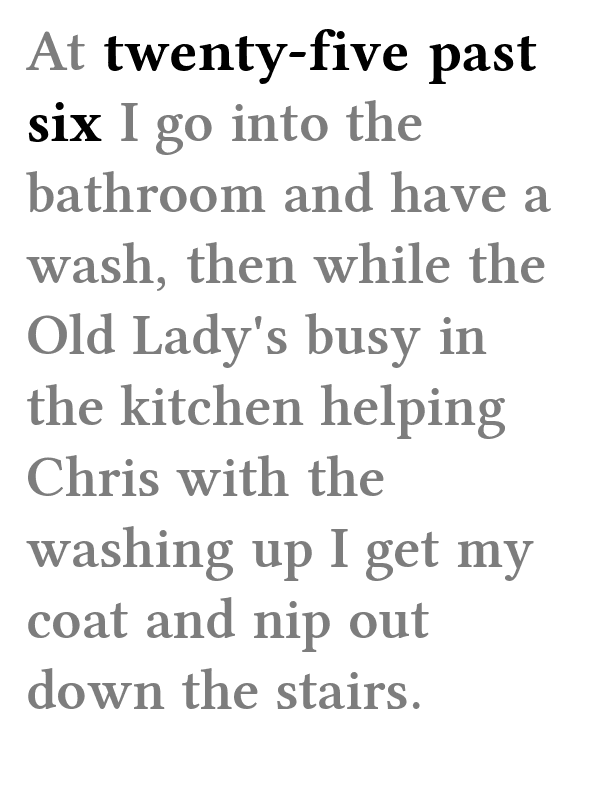 At twenty-five past
six I go into the
bathroom and have a
wash, then while the
Old Lady's busy in
the kitchen helping
Chris with the
washing up I get my
coat and nip out
down the stairs.